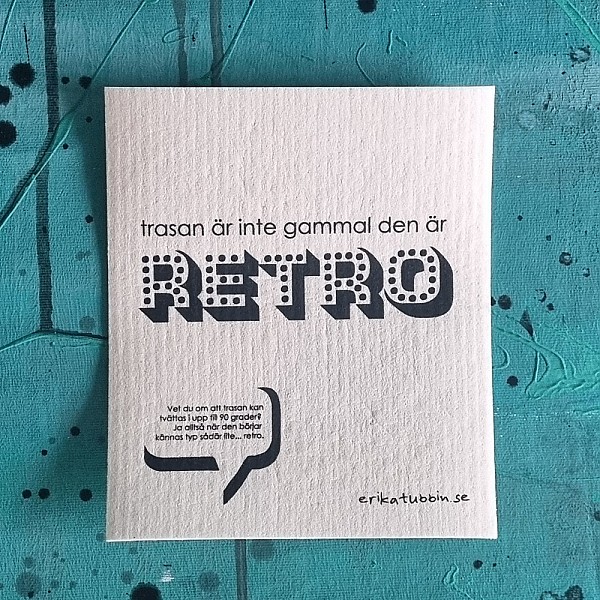 trasan är inte gammal den är
RETRO
Vet du om att trasan kan
tvättas i upp till 90 grader?
Ja alltså när den börjar
kännas typ sådär lite... retro.
erikatubbin.se